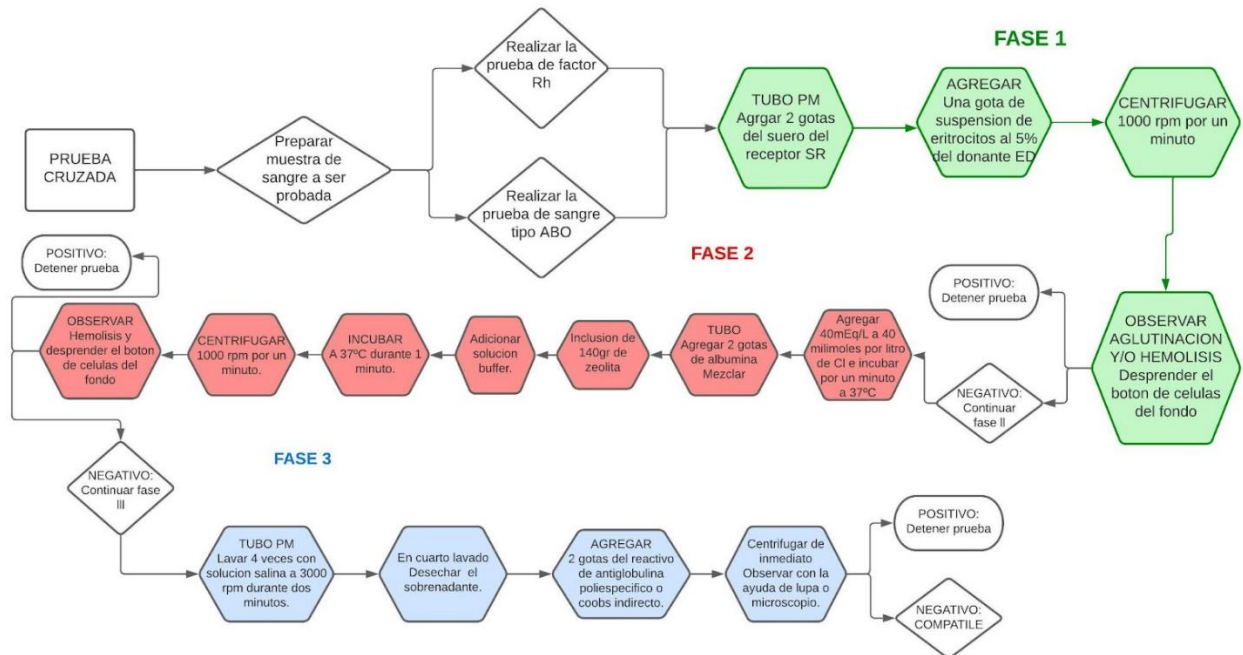 PRUEBA
CRUZADA
Preparar
muestra de
sangre a ser
probada
Realizar la
prueba de factor
Rh
Realizar la
prueba de sangre
tipo ABO
FASE 1
TUBO PM
Agrgar 2 gotas
del suero del
receptor SR
AGREGAR
Una gota de
suspension de
eritrocitos al 5%
del donante ED
CENTRIFUGAR
1000 rpm por un
minuto
OBSERVAR
AGLUTINACION
Y/O HEMOLISIS
Desprender el
boton de celulas
del fondo
POSITIVO:
Detener prueba
NEGATIVO:
Continuar
fase II
FASE 2
Agregar
40mEq/L a 40
milimoles por litro
de Cl e incubar
por un minuto
a 37ºC
TUBO
Agregar 2 gotas
de albumina
Mezclar
Inclusion de
140gr de
zeolita
Adicionar
solucion
buffer.
INCUBAR
A 37ºC durante 1
minuto.
CENTRIFUGAR
1000 rpm por un
minuto.
OBSERVAR
Hemolisis y
desprender el boton
de celulas del
fondo
POSITIVO:
Detener prueba
NEGATIVO:
Continuar fase
III
FASE 3
TUBO PM
Lavar 4 veces con
solucion salina a 3000
rpm durante dos
minutos.
En cuarto lavado
Desechar el
sobrenadante.
AGREGAR
2 gotas del reactivo
de antiglobulina
poliespecifico o
coobs indirecto.
Centrifugar de
inmediato
Observar con la
ayuda de lupa o
microscopio.
POSITIVO:
Detener prueba
NEGATIVO:
COMPATILE